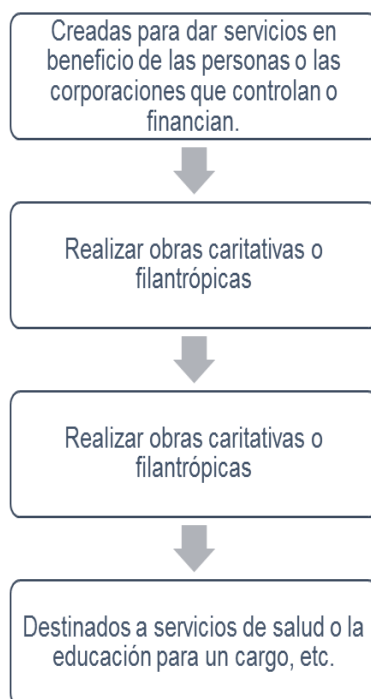 Creadas para dar servicios en
beneficio de las personas o las
corporaciones que controlan o
financian.
Realizar obras caritativas o
filantrópicas
Realizar obras caritativas o
filantrópicas
Destinados a servicios de salud o la
educación para un cargo, etc.